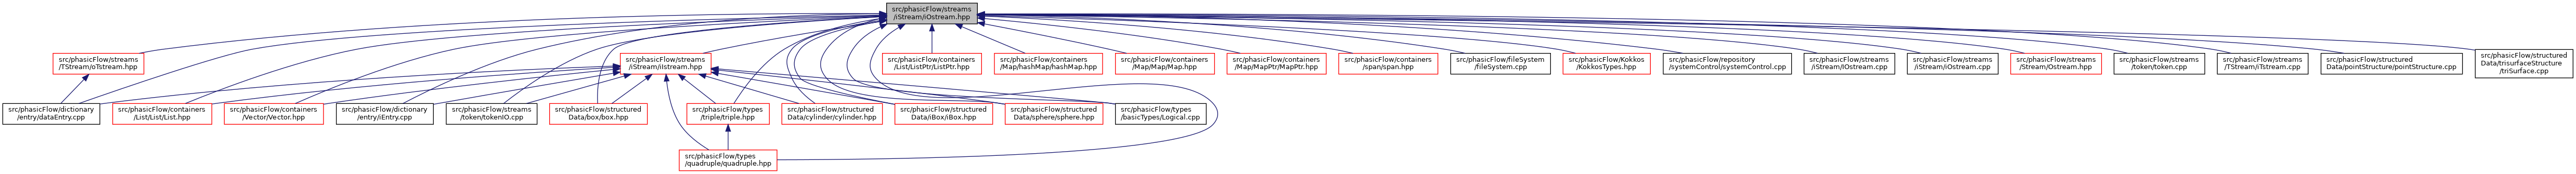 src/phasicFlow/streams
/iStream/iOstream.hpp
src/phasicFlow/streams
/TStream/oTstream.hpp
src/phasicFlow/streams
/iStream/iIstream.hpp
src/phasicFlow/containers
/List/ListPtr/ListPtr.hpp
src/phasicFlow/containers
/Map/hashMap/hashMap.hpp
src/phasicFlow/containers
/Map/Map/Map.hpp
src/phasicFlow/containers
/Map/MapPtr/MapPtr.hpp
src/phasicFlow/containers
/span/span.hpp
src/phasicFlow/fileSystem
/fileSystem.cpp
src/phasicFlow/Kokkos
/KokkosTypes.hpp
src/phasicFlow/repository
/systemControl/systemControl.cpp
src/phasicFlow/streams
/iStream/IOstream.cpp
src/phasicFlow/streams
/iStream/iOstream.cpp
src/phasicFlow/streams
/Stream/Ostream.hpp
src/phasicFlow/streams
/token/token.cpp
src/phasicFlow/streams
/TStream/iTstream.cpp
src/phasicFlow/structured
Data/pointStructure/pointStructure.cpp
src/phasicFlow/structured
Data/trisurfaceStructure
/triSurface.cpp
src/phasicFlow/dictionary
/entry/dataEntry.cpp
src/phasicFlow/containers
/List/List/List.hpp
src/phasicFlow/containers
/Vector/Vector.hpp
src/phasicFlow/dictionary
/entry/iEntry.cpp
src/phasicFlow/streams
/token/tokenIO.cpp
src/phasicFlow/structured
Data/box/box.hpp
src/phasicFlow/types
/triple/triple.hpp
src/phasicFlow/structured
Data/cylinder/cylinder.hpp
src/phasicFlow/structured
Data/iBox/iBox.hpp
src/phasicFlow/structured
Data/sphere/sphere.hpp
src/phasicFlow/types
/basicTypes/Logical.cpp
src/phasicFlow/types
/quadruple/quadruple.hpp